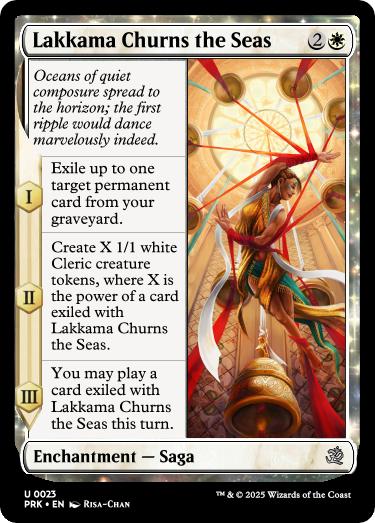 Lakkama Churns the Seas 2
Oceans of quiet
composure spread to
the horizon; the first
ripple would dance
marvelously indeed.
I
Exile up to one
target permanent
card from your
graveyard.
II
Create X 1/1 white
Cleric creature
tokens, where X is
the power of a card
exiled with
Lakkama Churns
the Seas.
III
You may play a
card exiled with
Lakkama Churns
the Seas this turn.
Enchantment — Saga
U 0023
PRK • EN Risa-Chan
™ & © 2025 Wizards of the Coast